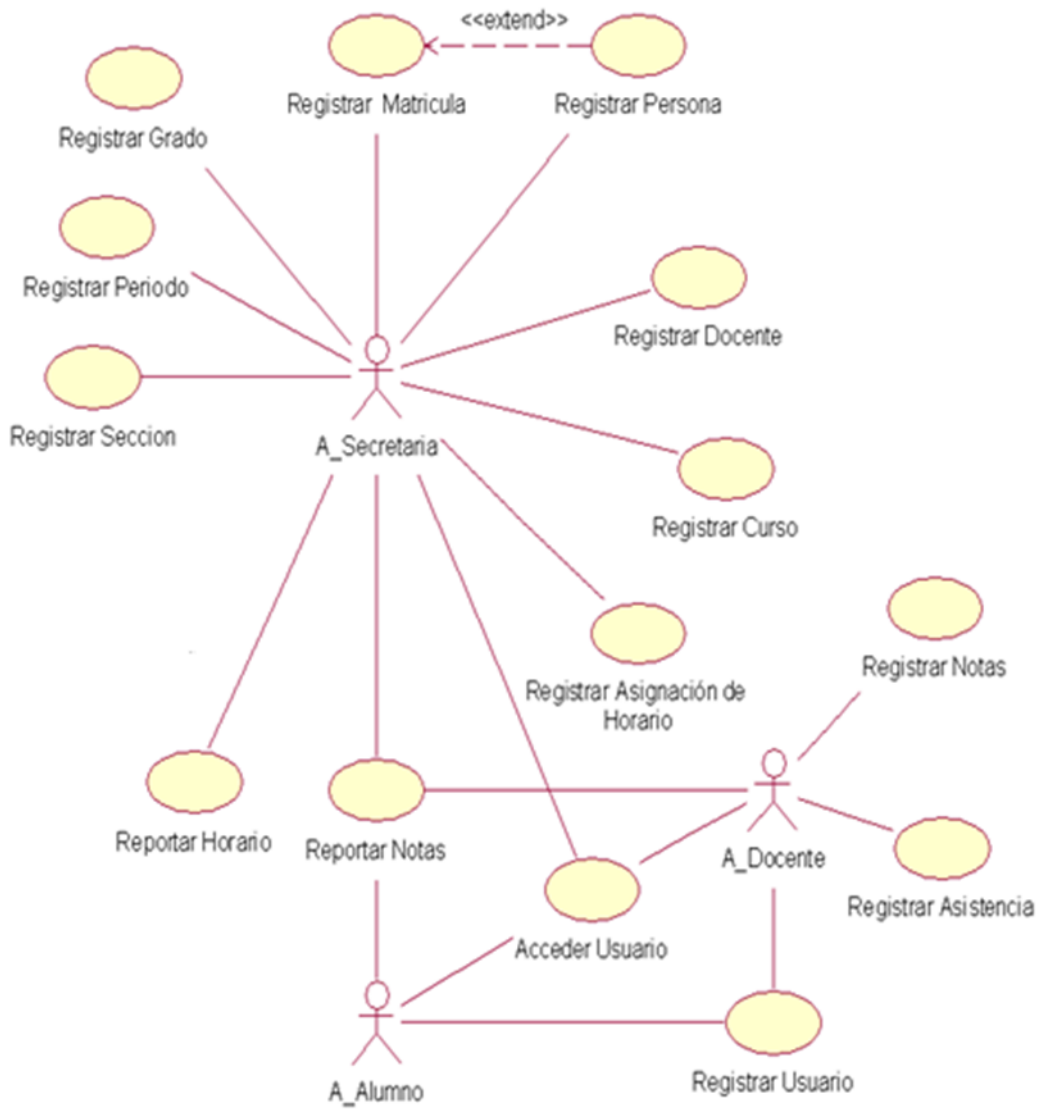 <<extend>>
Registrar Matricula
Registrar Persona
Registrar Grado
Registrar Periodo
Registrar Docente
Registrar Seccion
A_Secretaria
Registrar Curso
Registrar Notas
Registrar Asignación de
Horario
Reportar Horario
Reportar Notas
A_Docente
Registrar Asistencia
Acceder Usuario
Registrar Usuario
A_Alumno